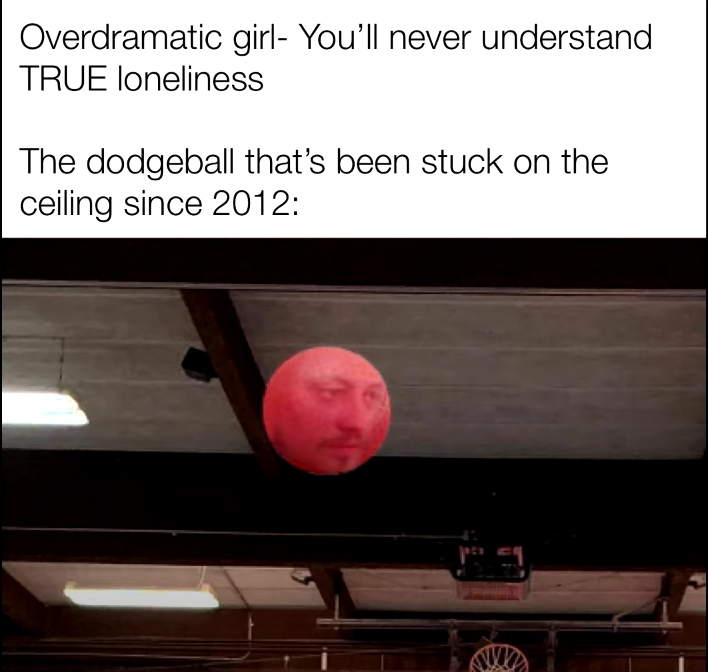 Overdramatic girl- You’ll never understand
TRUE loneliness
The dodgeball that’s been stuck on the
ceiling since 2012: